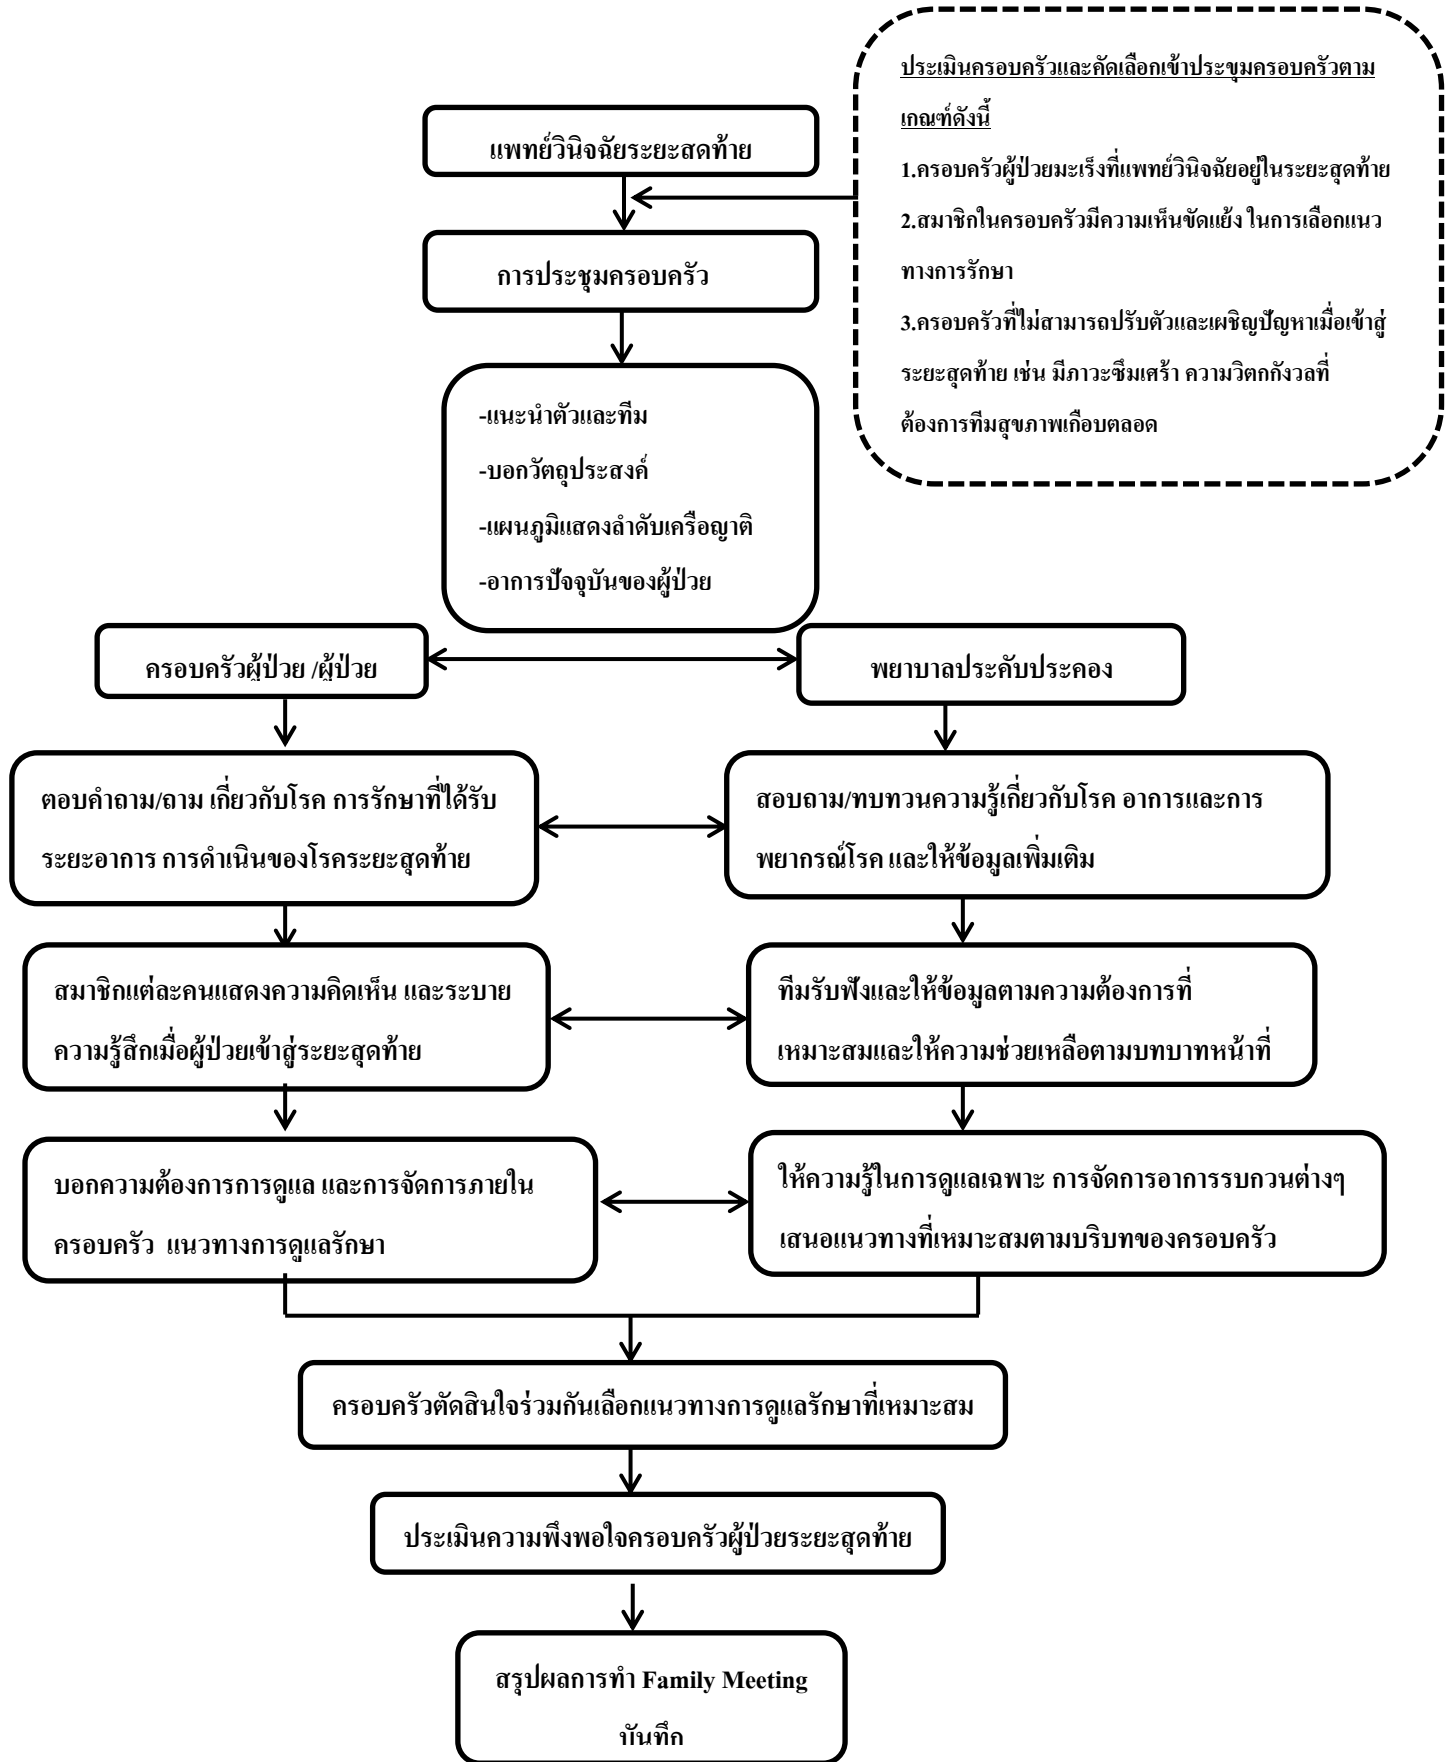 ประเมินครอบครัวและคัดเลือกเข้าประขุมครอบครัวตาม
เกณฑ์ดังนี้
1.ครอบครัวผู้ป่วยมะเร็งที่แพทย์วินิจฉัยอยู่ในระยะสุดท้าย
2.สมาชิกในครอบครัวมีความเห็นขัดแย้ง ในการเลือกแนว
ทางการรักษา
3.ครอบครัวที่ไม่สามารถปรับตัวและเผชิญปัญหาเมื่อเข้าสู่
ระยะสุดท้าย เช่น มีภาวะซึมเศร้า ความวิตกกังวลที่
ต้องการทีมสุขภาพเกือบตลอด
แพทย์วินิจฉัยระยะสดท้าย
การประชุมครอบครัว
-แนะนำตัวและทีม
-บอกวัตถุประสงค์
-แผนภูมิแสดงลำดับเครือญาติ
-อาการปัจจุบันของผู้ป่วย
ครอบครัวผู้ป่วย /ผู้ป่วย
พยาบาลประคับประคอง
ตอบคำถาม/ถาม เกี่ยวกับโรค การรักษาที่ได้รับ
ระยะอาการ การดำเนินของโรคระยะสุดท้าย
สอบถาม/ทบทวนความรู้เกี่ยวกับโรค อาการและการ
พยากรณ์โรค และให้ข้อมูลเพิ่มเติม
สมาชิกแต่ละคนแสดงความคิดเห็น และระบาย
ความรู้สึกเมื่อผู้ป่วยเข้าสู่ระยะสุดท้าย
ทีมรับฟังและให้ข้อมูลตามความต้องการที่
เหมาะสมและให้ความช่วยเหลือตามบทบาทหน้าที่
บอกความต้องการการดูแล และการจัดการภายใน
ครอบครัว แนวทางการดูแลรักษา
ให้ความรู้ในการดูแลเฉพาะ การจัดการอาการรบกวนต่างๆ
เสนอแนวทางที่เหมาะสมตามบริบทของครอบครัว
ครอบครัวตัดสินใจร่วมกันเลือกแนวทางการดูแลรักษาที่เหมาะสม
ประเมินความพึงพอใจครอบครัวผู้ป่วยระยะสุดท้าย
สรุปผลการทำ Family Meeting
บันทึก